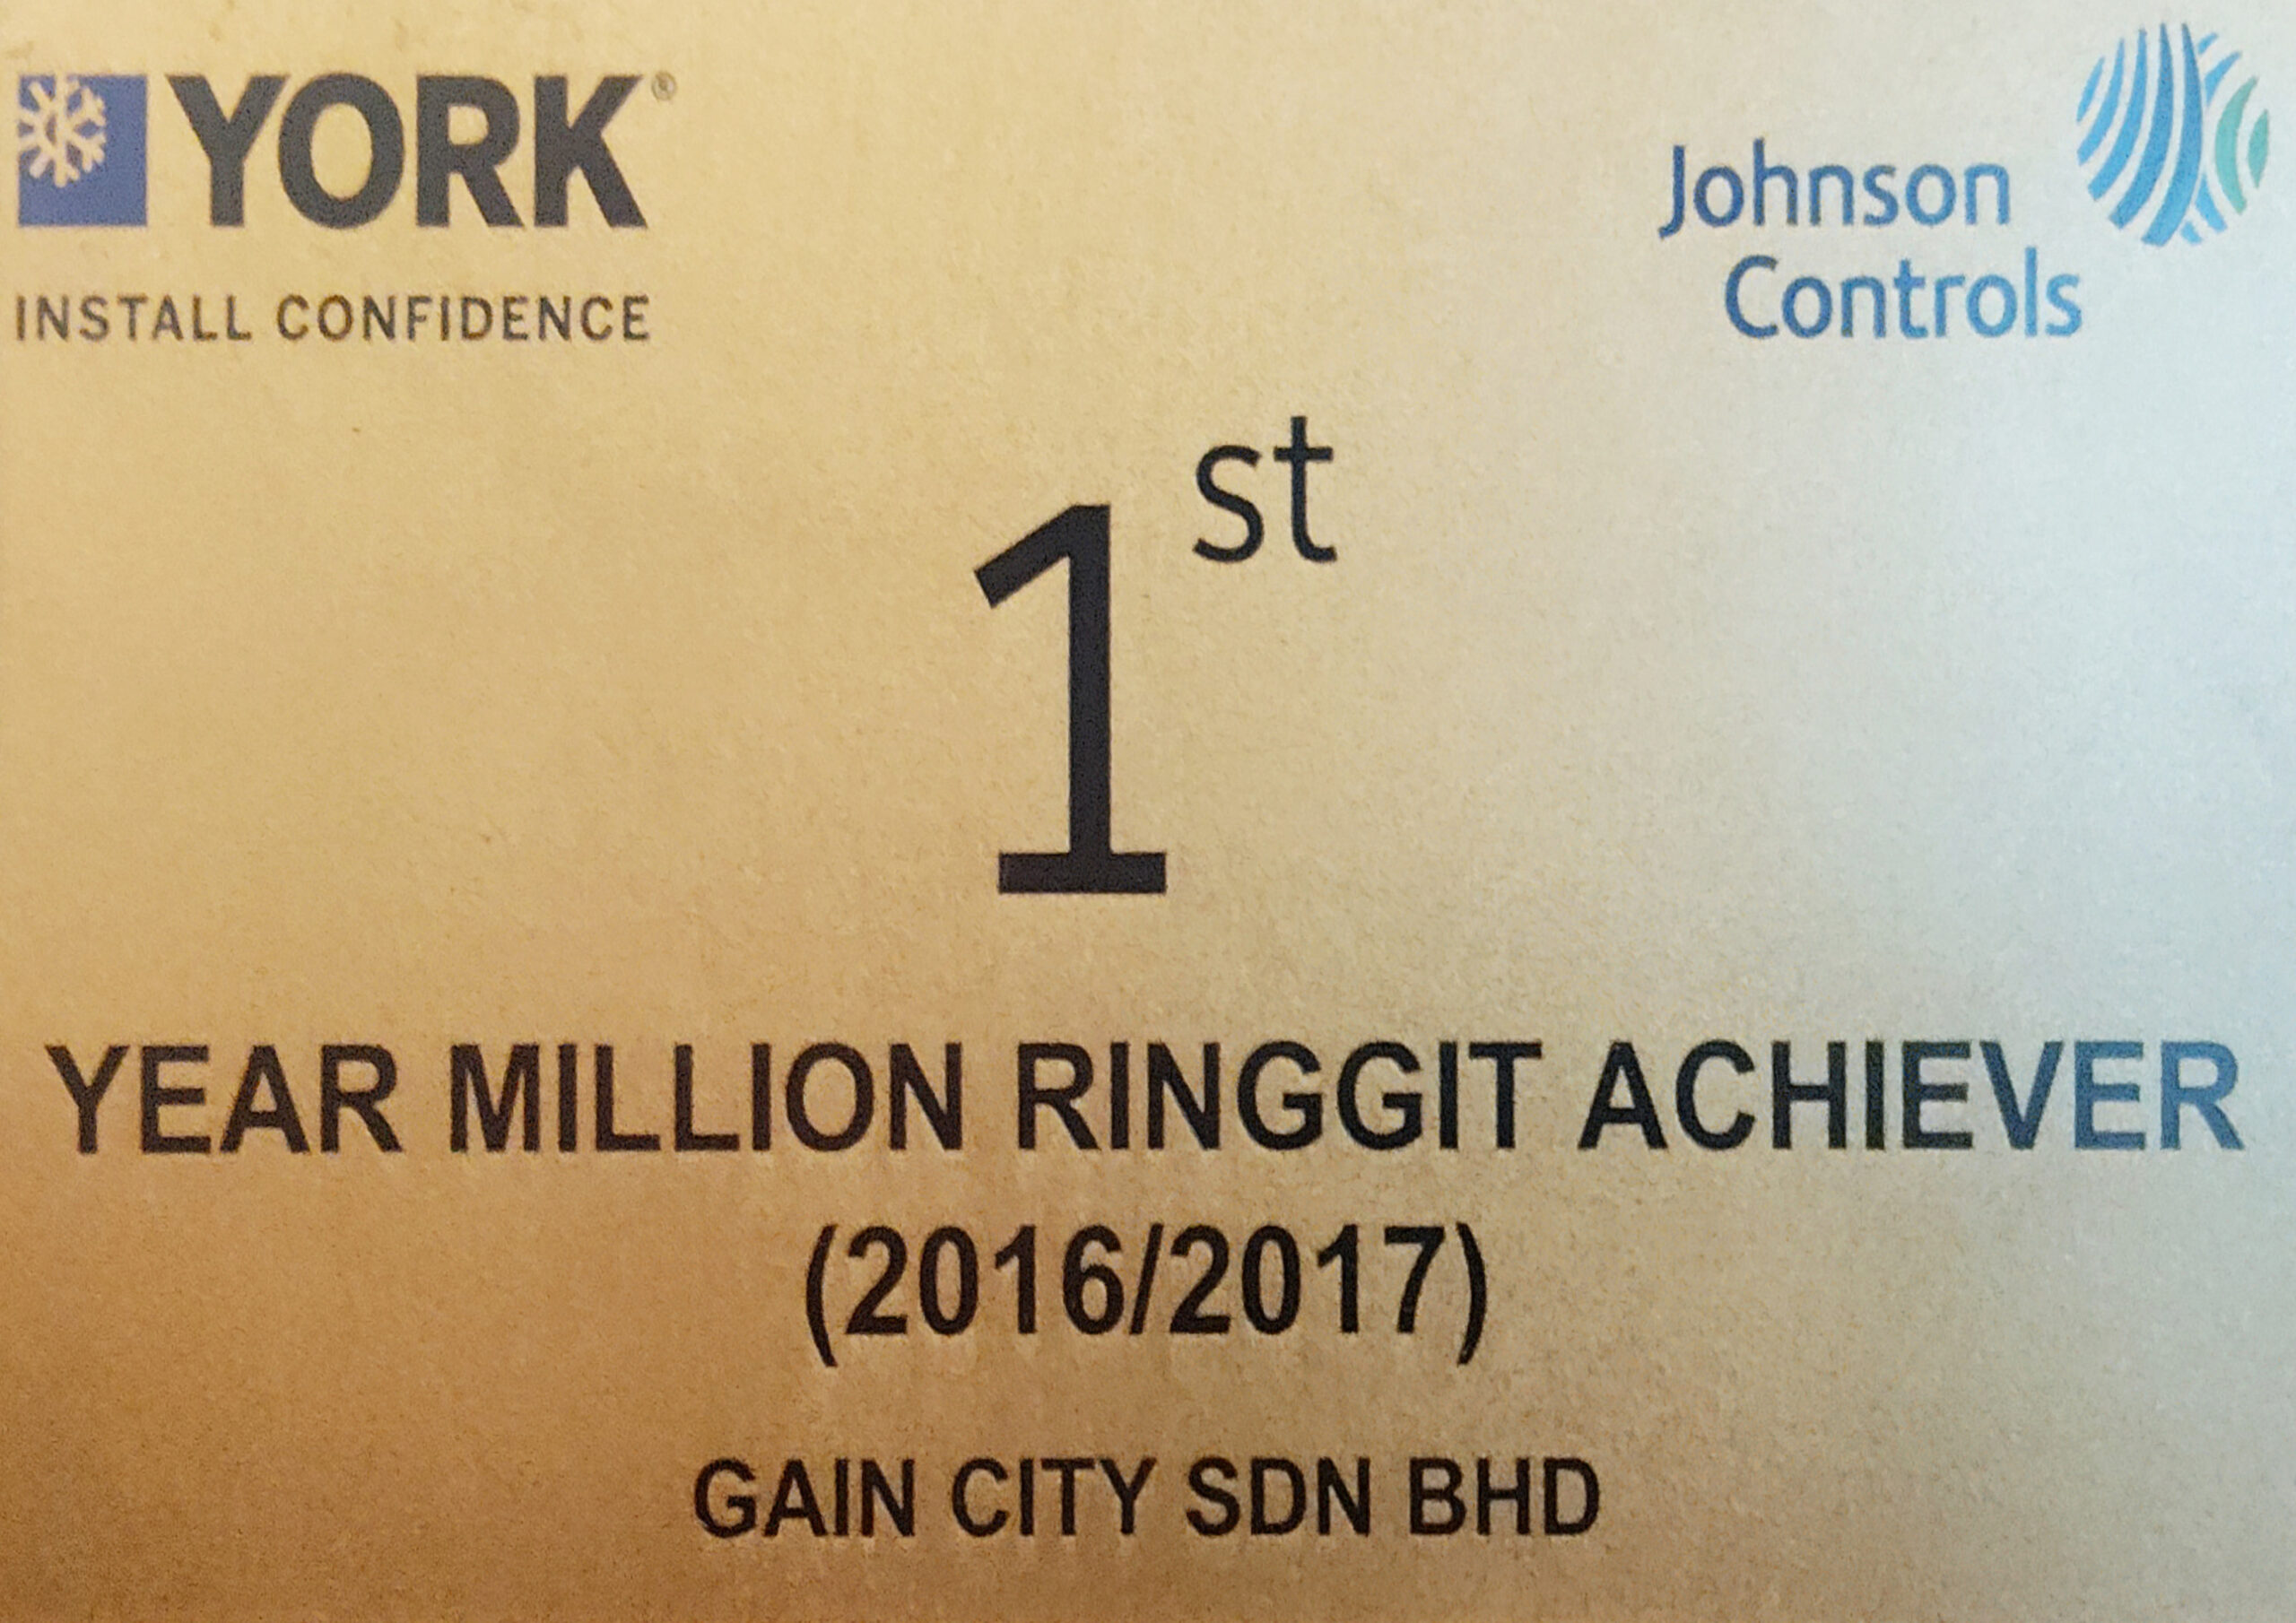 YORK®
INSTALL CONFIDENCE
Johnson
Controls
1st
YEAR MILLION RINGGIT ACHIEVER
(2016/2017)
GAIN CITY SDN BHD